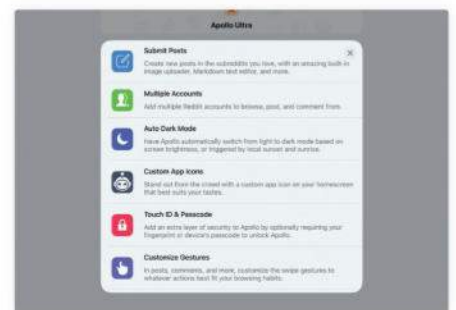 Apollo Ultra
Submit Posts
Create new posts in the subreddits you love, with an amazing built-in
image uploader, Markdown text editor, and more.
Multiple Accounts
Add multiple Reddit accounts to browse, post, and comment from.
Auto Dark Mode
Have Apollo automatically switch from light to dark mode based on
screen brightness, or triggered by local sunset and sunrise.
Custom App Icons
Stand out from the crowd with a custom app icon on your homescreen
that best suits your tastes.
Touch ID & Passcode
Add an extra layer of security to Apollo by optionally requiring your
fingerprint or device's passcode to unlock Apollo.
Customize Gestures
In posts, comments, and more, customize the swipe gestures to
whatever actions best fit your browsing habits.